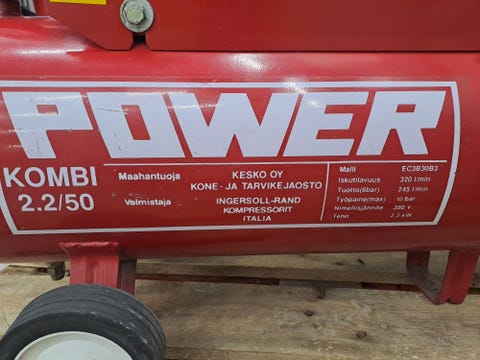 POWER
POWER
KOMBI
2.2/50
Maahantuoja KESKO OY
KONE- JA TARVIKEJAOSTO
Valmistaja INGERSOLL-RAND
KOMPRESSORIT
ITALIA
Malli EC3B30B3
Iskutilavuus 320 l/min
Tuotto(6bar) 245 l/min
Työpaine(max) 10 bar
Nimellisjännite 380 V
Teho 2.2 kW